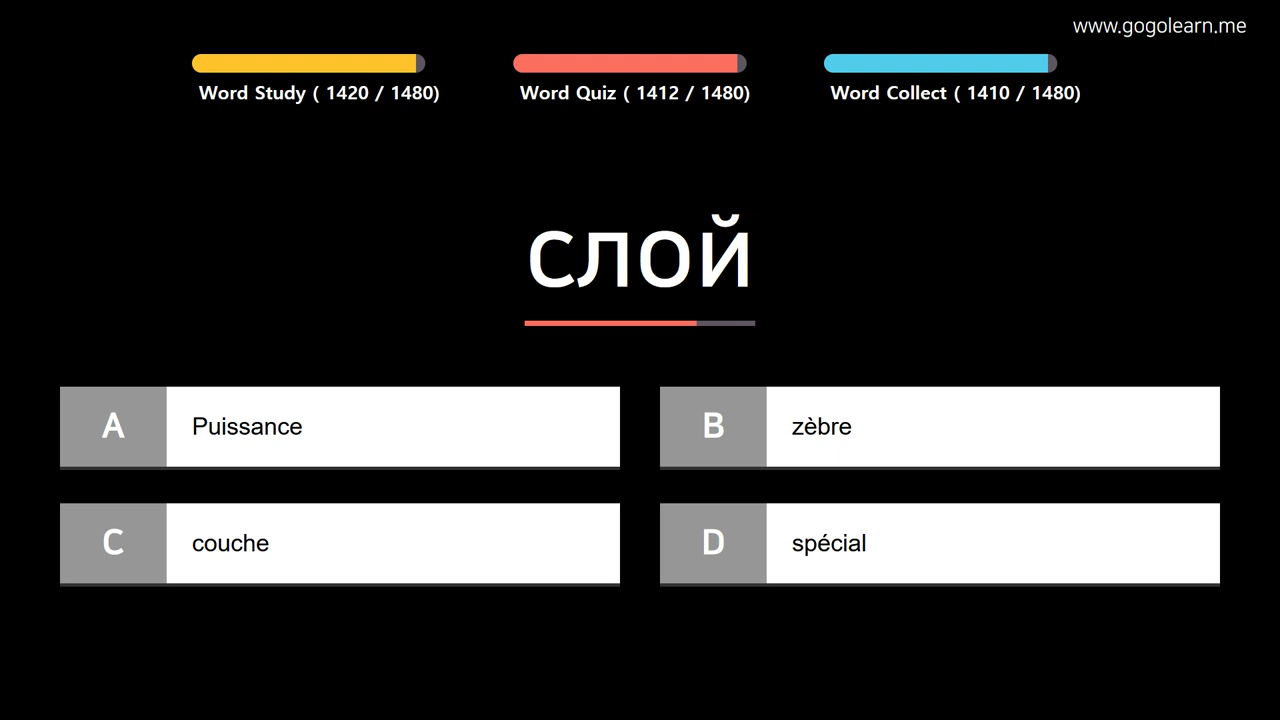 www.gogolearn.me
Word Study ( 1420 / 1480)
Word Quiz ( 1412 / 1480)
Word Collect ( 1410 / 1480)
слой
A Puissance
B zèbre
C couche
D spécial